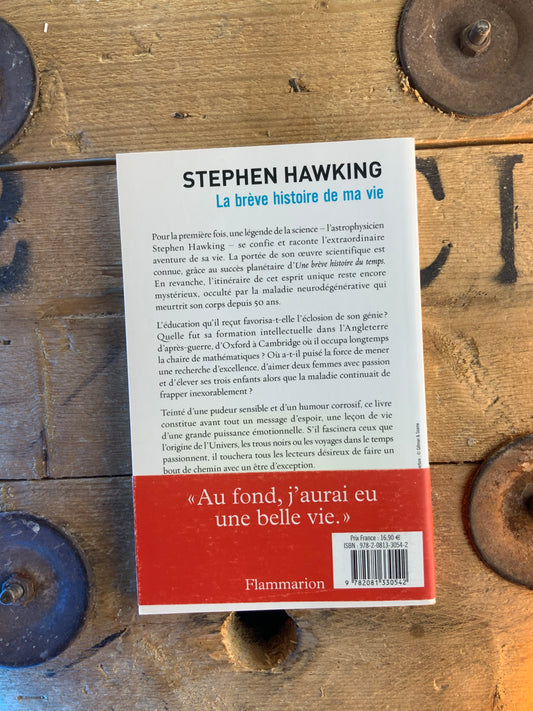 STEPHEN HAWKING
La brève histoire de ma vie
Pour la première fois, une légende de la science – l'astrophysicien
Stephen Hawking – se confie et raconte l'extraordinaire
aventure de sa vie. La portée de son œuvre scientifique est
connue, grâce au succès planétaire d'Une brève histoire du temps.
En revanche, l'itinéraire de cet esprit unique reste encore
mystérieux, occulté par la maladie neurodégénérative qui
meurtrit son corps depuis 50 ans.
L'éducation qu'il reçut favorisa-t-elle l'éclosion de son génie ?
Quelle fut sa formation intellectuelle dans l'Angleterre
d'après-guerre, d'Oxford à Cambridge où il occupa longtemps
la chaire de mathématiques ? Où a-t-il puisé la force de mener
une recherche d'excellence, d'aimer deux femmes avec passion
et d'élever ses trois enfants alors que la maladie continuait de
frapper inexorablement ?
Teinté d'une pudeur sensible et d'un humour corrosif, ce livre
constitue avant tout un message d'espoir, une leçon de vie
d'une grande puissance émotionnelle. S'il fascinera ceux que
l'origine de l'Univers, les trous noirs ou les voyages dans le temps
passionnent, il touchera tous les lecteurs désireux de faire un
bout de chemin avec un être d'exception.
«Au fond, j'aurai eu
une belle vie.»
Prix France : 16,90 €
ISBN : 978-2-0813-3054-2
9 782081 330542
Flammarion
CI